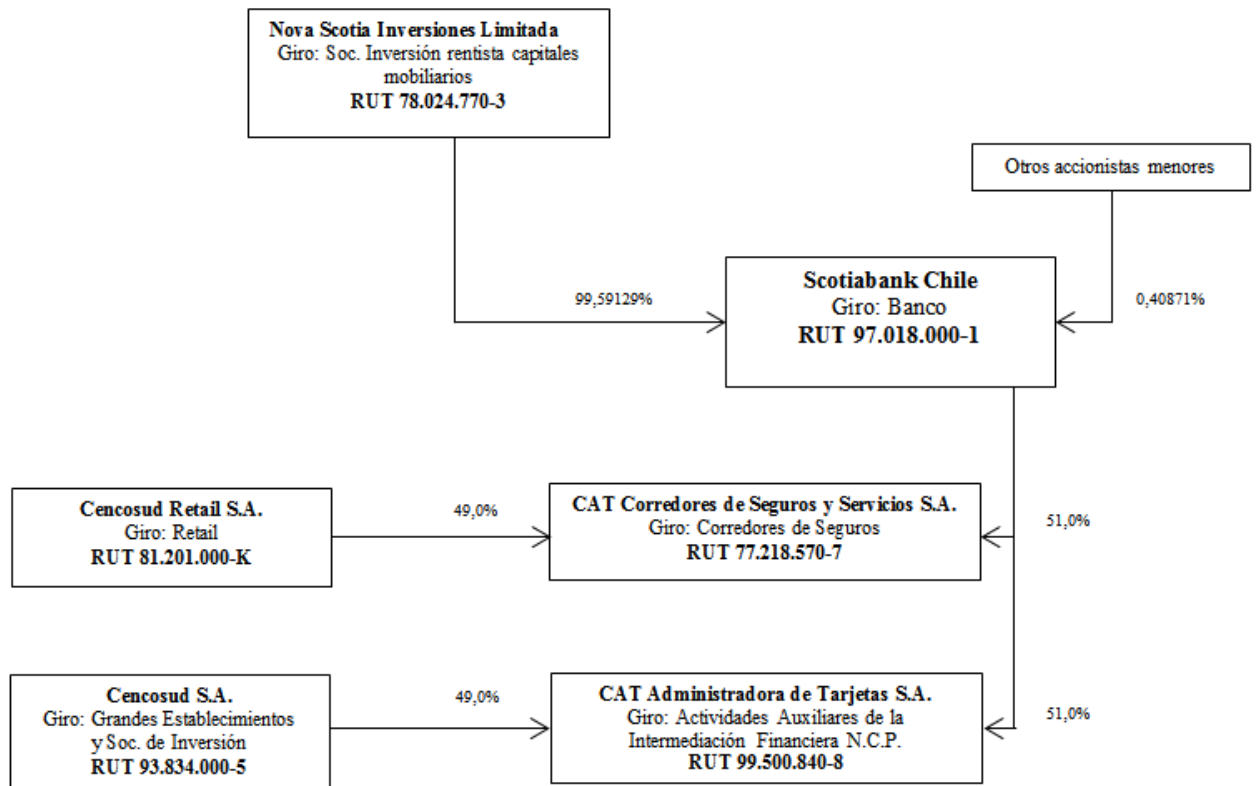 Nova Scotia Inversiones Limitada
Giro: Soc. Inversión rentista capitales
mobiliarios
RUT 78.024.770-3
Otros accionistas menores
Scotiabank Chile
Giro: Banco
RUT 97.018.000-1
99,59129%
0,40871%
Cencosud Retail S.A.
Giro: Retail
RUT 81.201.000-K
49,0%
CAT Corredores de Seguros y Servicios S.A.
Giro: Corredores de Seguros
RUT 77.218.570-7
51,0%
Cencosud S.A.
Giro: Grandes Establecimientos
y Soc. de Inversión
RUT 93.834.000-5
49,0%
CAT Administradora de Tarjetas S.A.
Giro: Actividades Auxiliares de la
Intermediación Financiera N.C.P.
RUT 99.500.840-8
51,0%